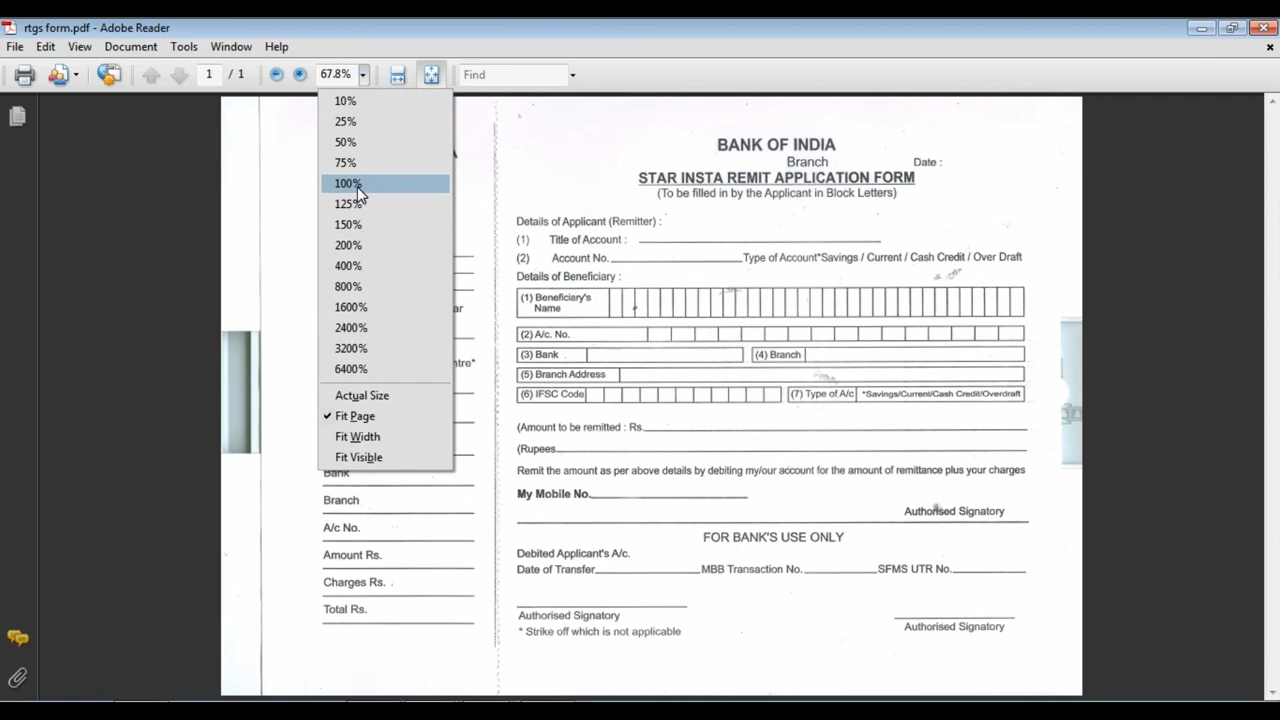 rtgs form.pdf - Adobe Reader
File Edit View Document Tools Window Help
1 / 1 67.8% Find
10%
25%
50%
75%
100%
125%
150%
200%
400%
800%
1600%
2400%
3200%
6400%
Actual Size
Fit Page
Fit Width
Fit Visible
A
ar
ntre*
Bank
Branch
A/c No.
Amount Rs.
Charges Rs.
Total Rs.
BANK OF INDIA
Branch Date :
STAR INSTA REMIT APPLICATION FORM
(To be filled in by the Applicant in Block Letters)
Details of Applicant (Remitter) :
(1) Title of Account :
(2) Account No. Type of Account*Savings / Current / Cash Credit / Over Draft
Details of Beneficiary :
(1) Beneficiary's
Name
(2) A/c. No.
(3) Bank (4) Branch
(5) Branch Address
(6) IFSC Code (7) Type of A/c *Savings/Current/Cash Credit/Overdraft
(Amount to be remitted : Rs.
(Rupees
Remit the amount as per above details by debiting my/our account for the amount of remittance plus your charges
My Mobile No.
Authorised Signatory
FOR BANK'S USE ONLY
Debited Applicant's A/c.
Date of Transfer MBB Transaction No. SFMS UTR No.
Authorised Signatory
Authorised Signatory
* Strike off which is not applicable